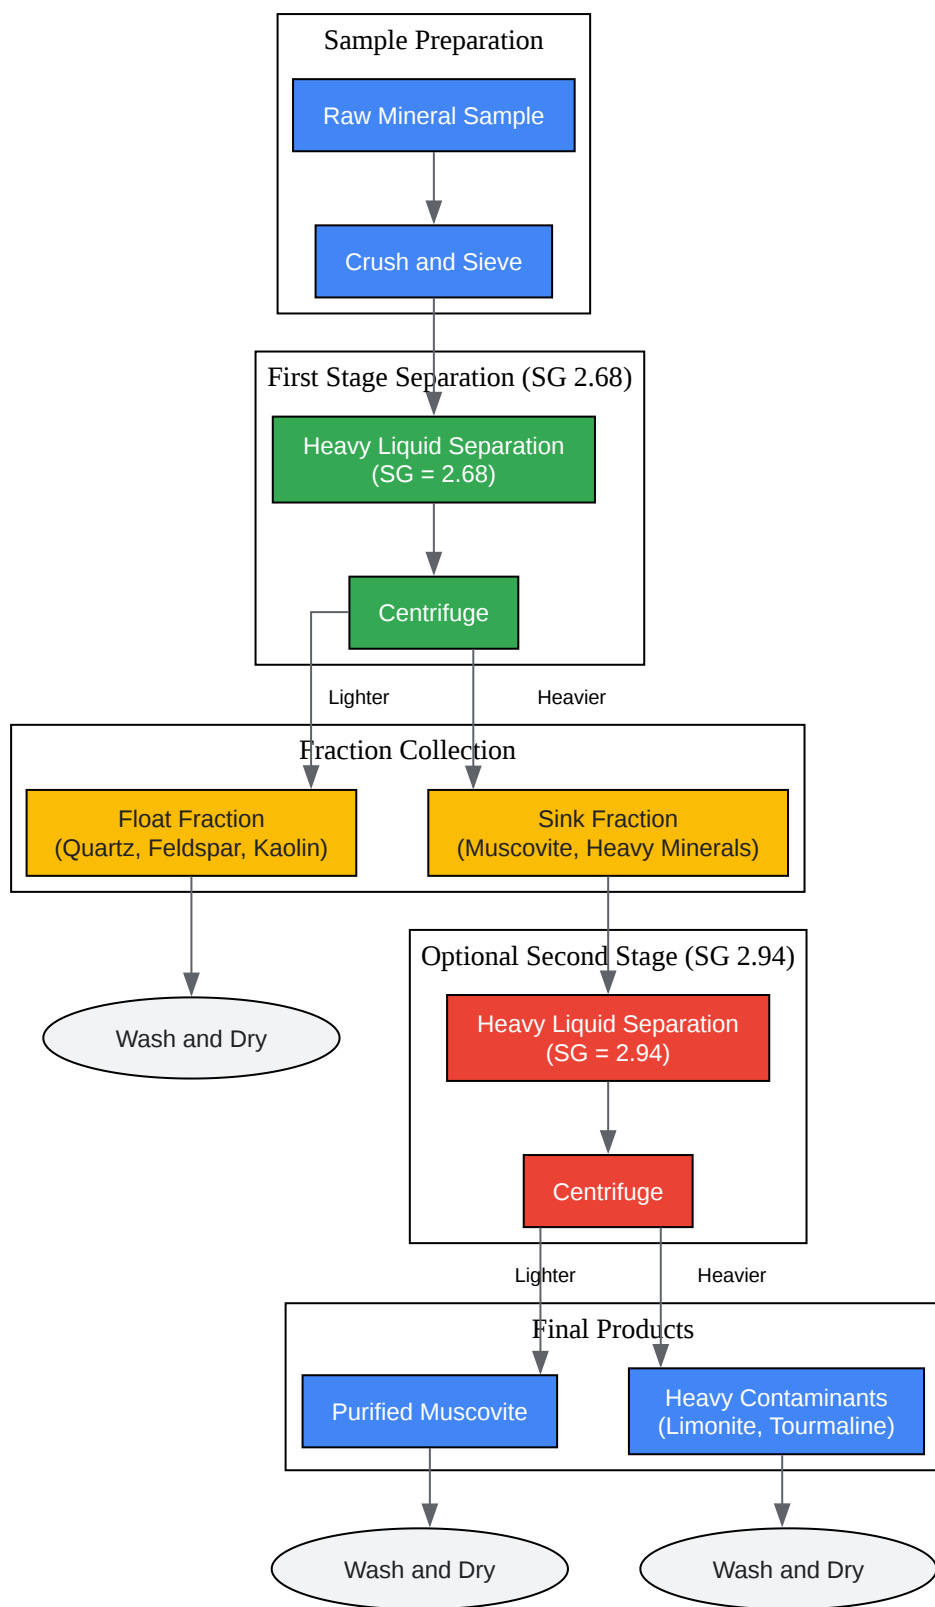 Sample Preparation
Raw Mineral Sample
Crush and Sieve
First Stage Separation (SG 2.68)
Heavy Liquid Separation
(SG = 2.68)
Centrifuge
Lighter
Heavier
Fraction Collection
Float Fraction
(Quartz, Feldspar, Kaolin)
Sink Fraction
(Muscovite, Heavy Minerals)
Optional Second Stage (SG 2.94)
Heavy Liquid Separation
(SG = 2.94)
Wash and Dry
Centrifuge
Lighter
Heavier
Final Products
Purified Muscovite
Heavy Contaminants
(Limonite, Tourmaline)
Wash and Dry
Wash and Dry